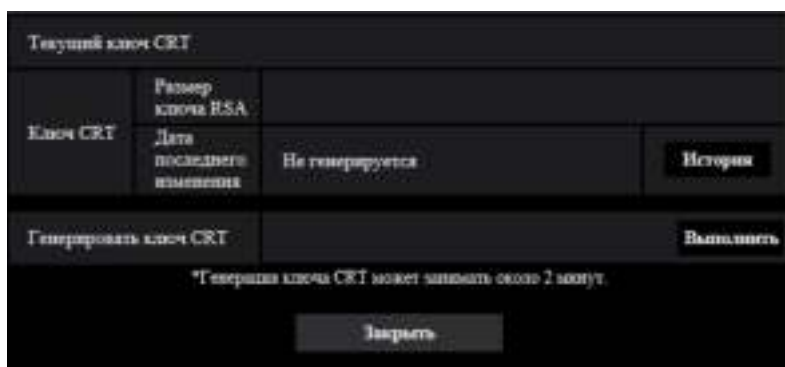 Текущий ключ CRT
Ключ CRT
Размер
ключа RSA
Дата
последнего
изменения
Не генерируется
История
Генерировать ключ CRT
Выполнить
*Генерация ключа CRT может занимать около 2 минут.
Закрыть